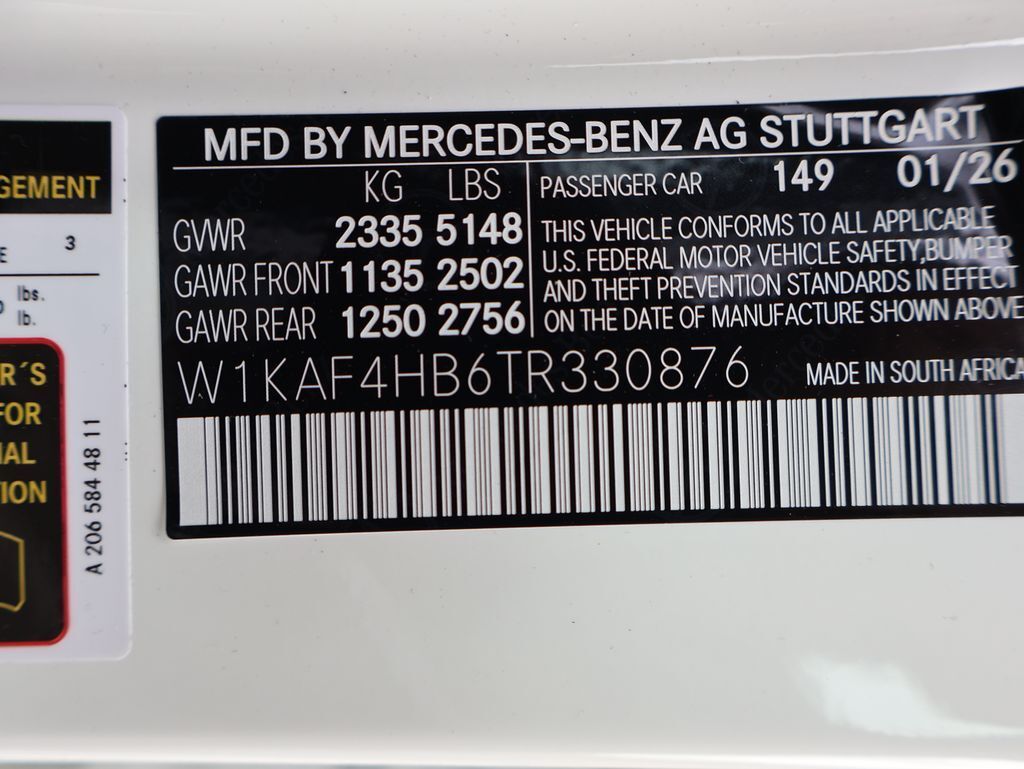 GEMENT
E 3
lbs.
lb.
R´S
FOR
IAL
ION
A 206 584 48 11
MFD BY MERCEDES-BENZ AG STUTTGART
KG LBS
GVWR 2335 5148
GAWR FRONT 1135 2502
GAWR REAR 1250 2756
PASSENGER CAR 149 01/26
THIS VEHICLE CONFORMS TO ALL APPLICABLE
U.S. FEDERAL MOTOR VEHICLE SAFETY,BUMPER
AND THEFT PREVENTION STANDARDS IN EFFECT
ON THE DATE OF MANUFACTURE SHOWN ABOVE
W1KAF4HB6TR330876
MADE IN SOUTH AFRICA